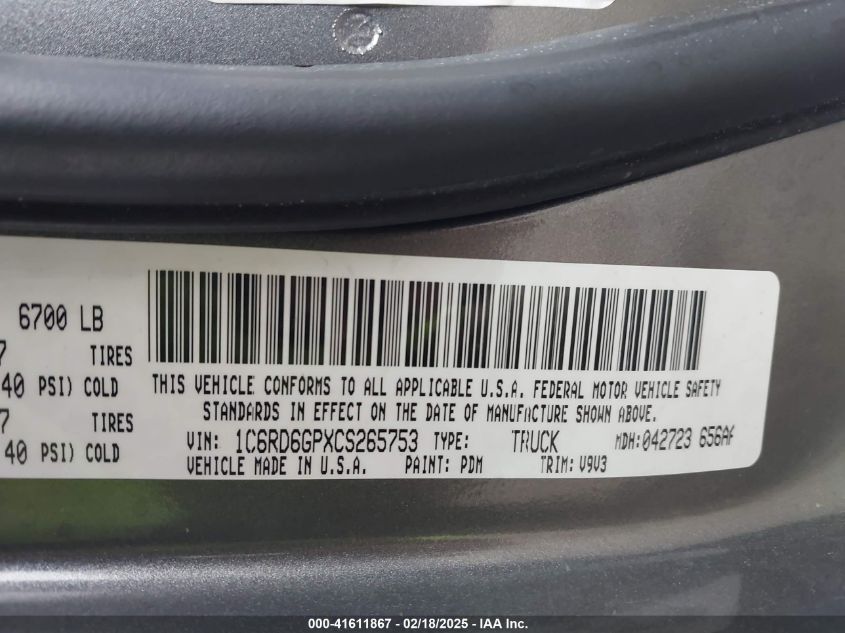 6700 LB
7 TIRES
40 PSI) COLD
7 TIRES
40 PSI) COLD
THIS VEHICLE CONFORMS TO ALL APPLICABLE U.S.A. FEDERAL MOTOR VEHICLE SAFETY
STANDARDS IN EFFECT ON THE DATE OF MANUFACTURE SHOWN ABOVE.
VIN: 1C6RD6GPXCS265753 TYPE: TRUCK MDH:042723 656AF
VEHICLE MADE IN U.S.A. PAINT: PDM TRIM: V9V3
000-41611867 - 02/18/2025 - IAA Inc.